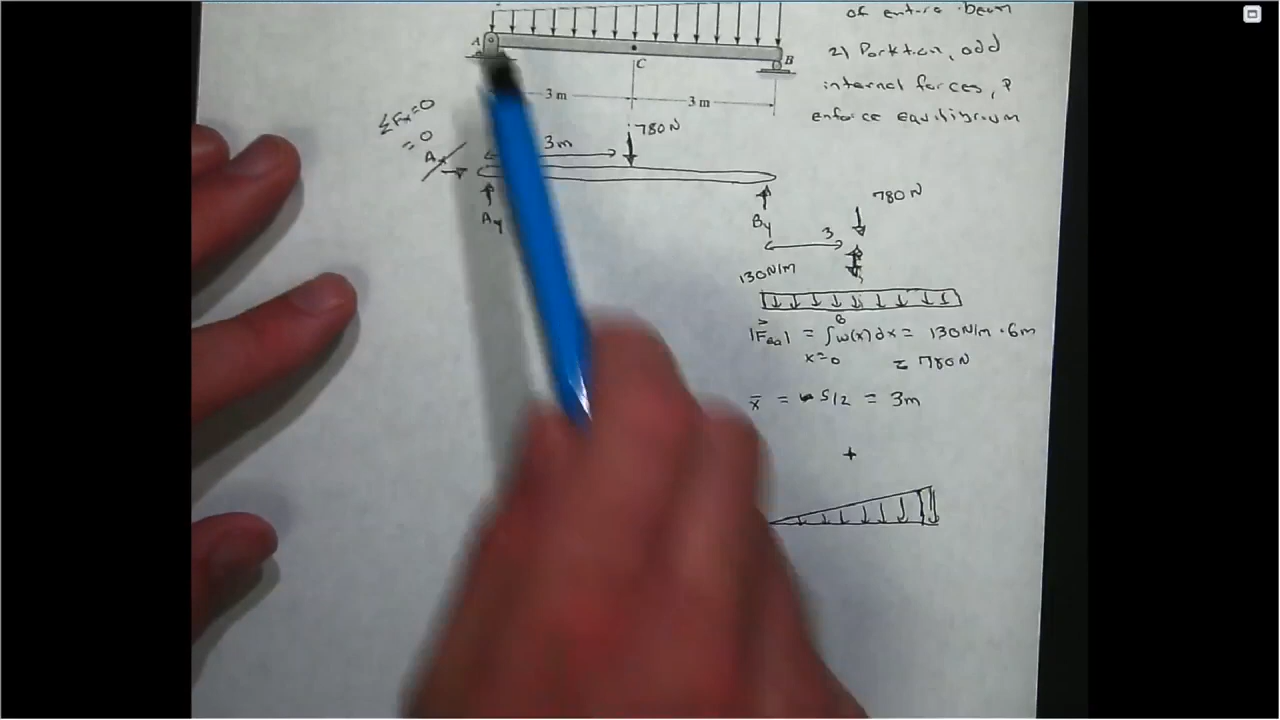 of entire beam
2) Partition, add
internal forces, &
enforce equilibrium
A
B
C
3 m
3 m
ΣFx=0
= 0
Ax
3m
780 N
Ay
By
780 N
3
130 N/m
|Feq| = ∫w(x)dx = 130 N/m · 6m
6
x=0
= 780 N
x̄ = 5/2 = 3m
+